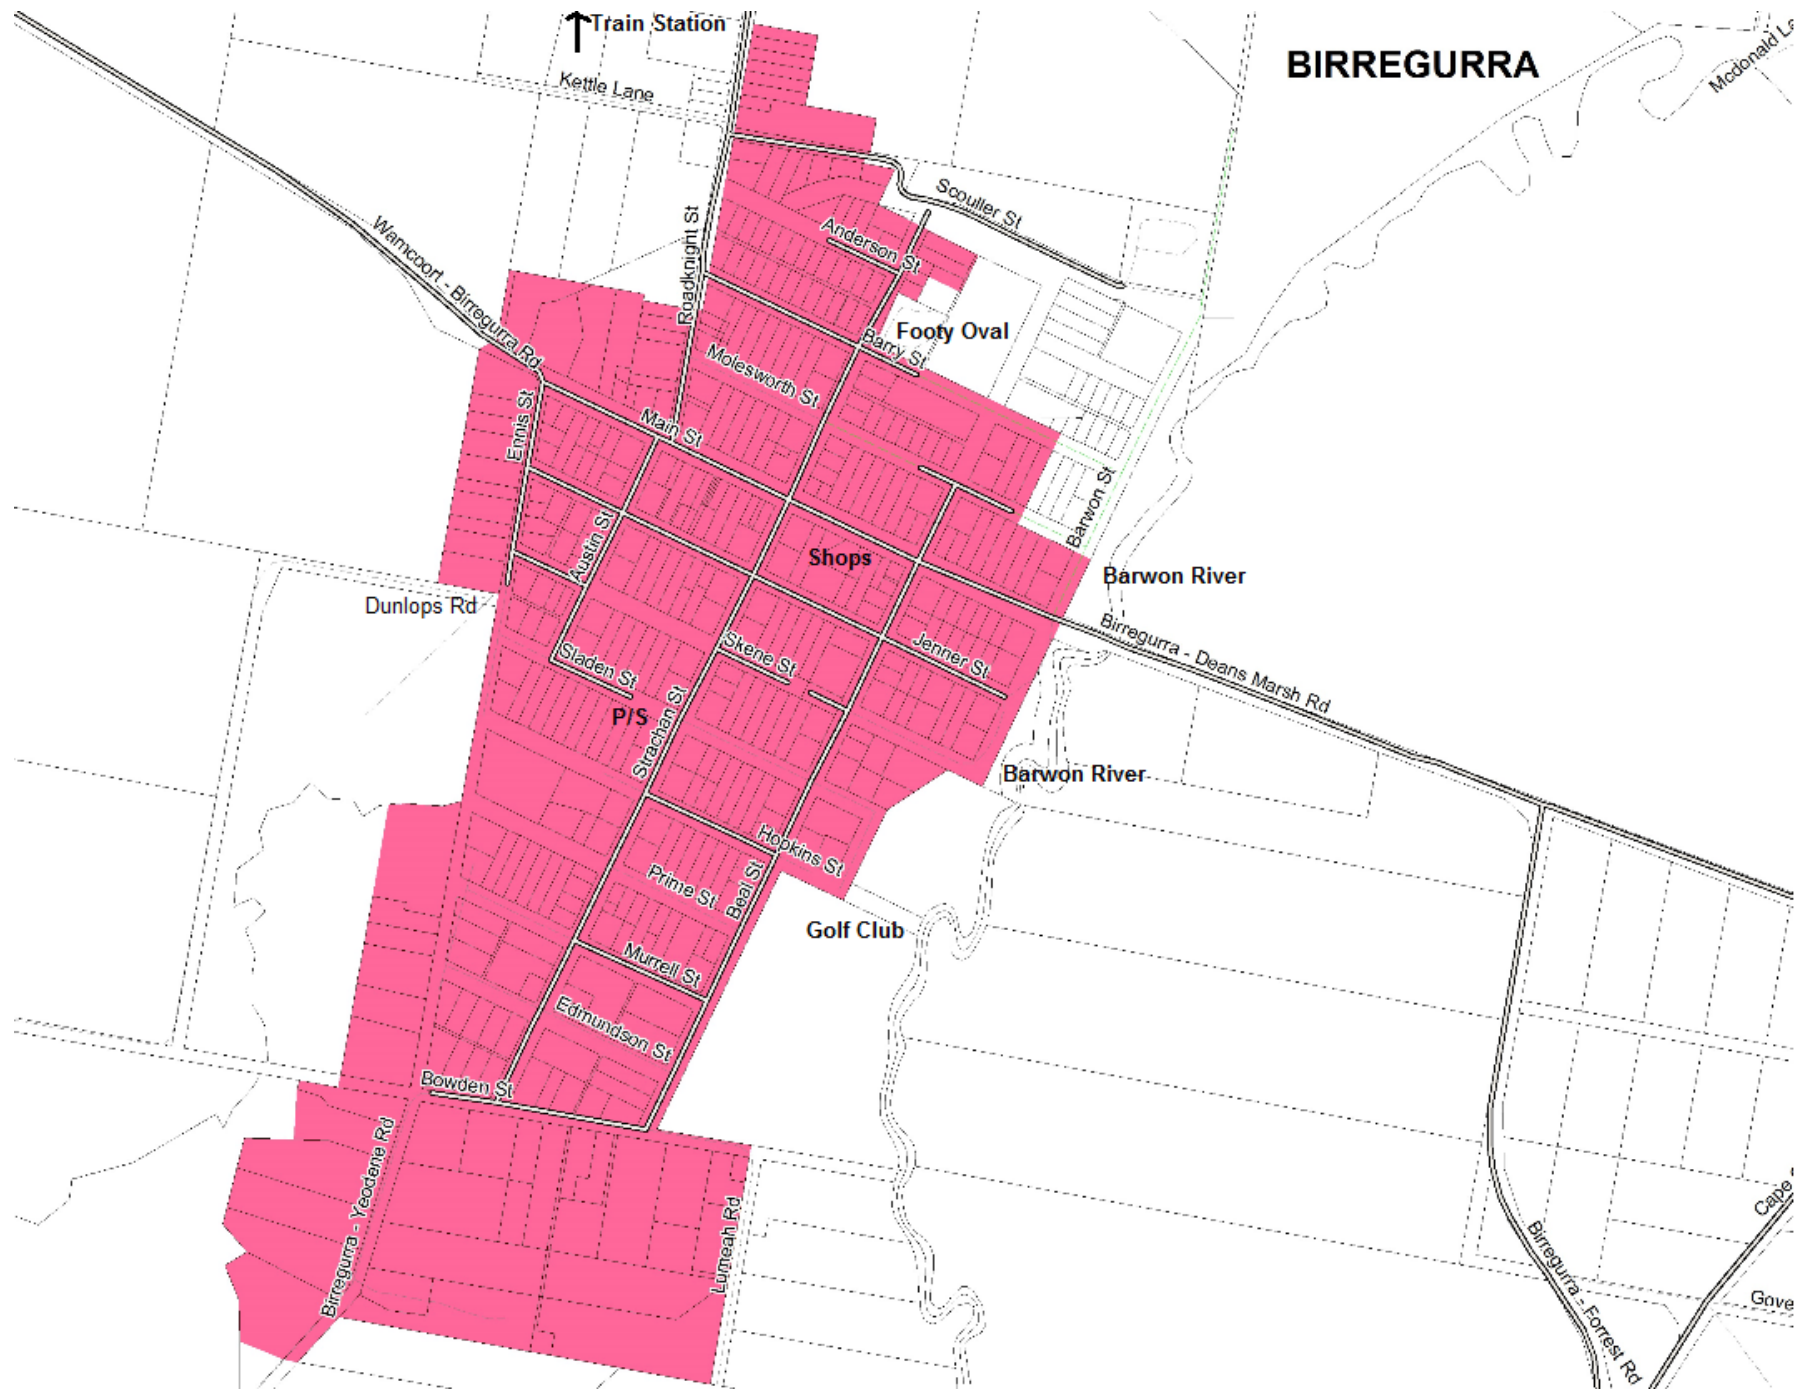 Train Station
BIRREGURRA
Mcdonald
Kettle Lane
Scouller St
Roadknight St
Anderson St
Warncoort - Birregurra Rd
Footy Oval
Barry St
Molesworth St
Ennis St
Main St
Barwon St
Austin St
Shops
Barwon River
Dunlops Rd
Birregurra - Deans Marsh Rd
Skene St
Jenner St
Sladen St
P/S
Strachan St
Barwon River
Hopkins St
Prime St
Beal St
Golf Club
Murrell St
Edmundson St
Bowden St
Birregurra - Yeodene Rd
Lumeah Rd
Cape
Birregurra - Forrest Rd
Gove